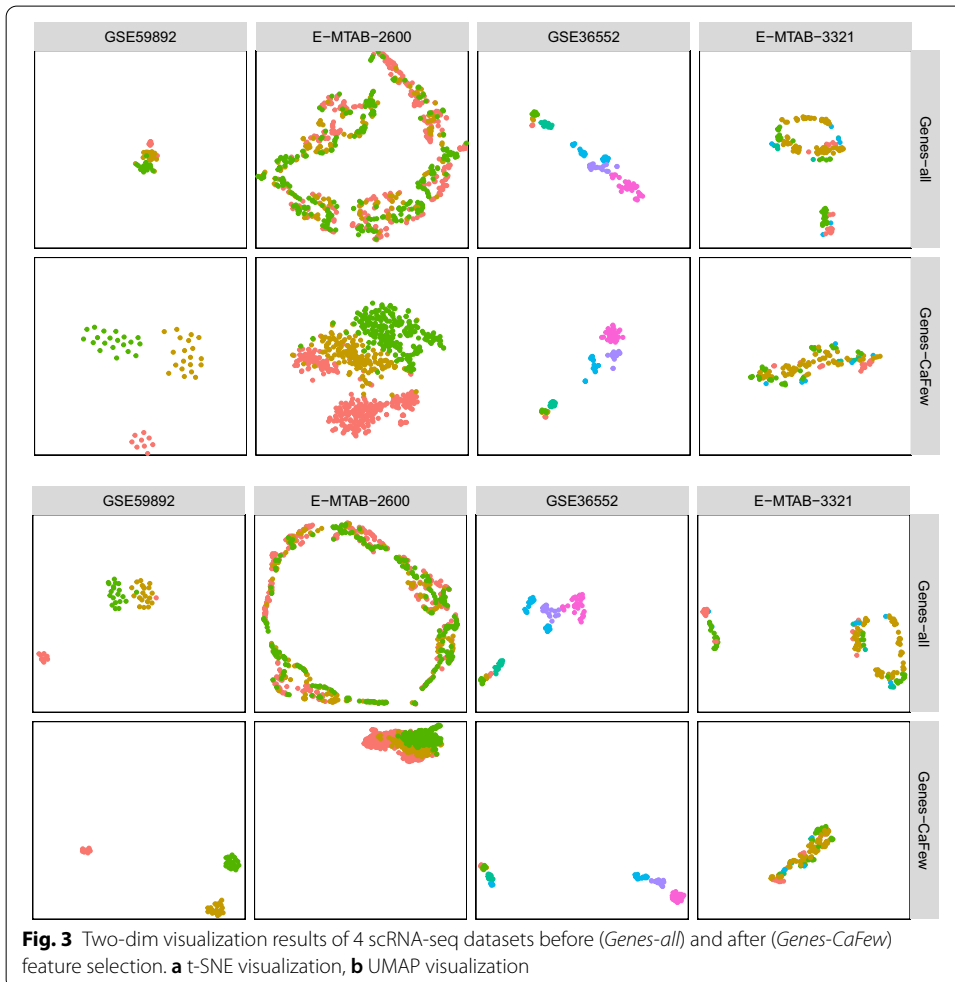 GSE59892
E−MTAB−2600
GSE36552
E−MTAB−3321
Genes−all
Genes−CaFew
GSE59892
E−MTAB−2600
GSE36552
E−MTAB−3321
Genes−all
Genes−CaFew
Fig. 3 Two-dim visualization results of 4 scRNA-seq datasets before (Genes-all) and after (Genes-CaFew)
feature selection. a t-SNE visualization, b UMAP visualization